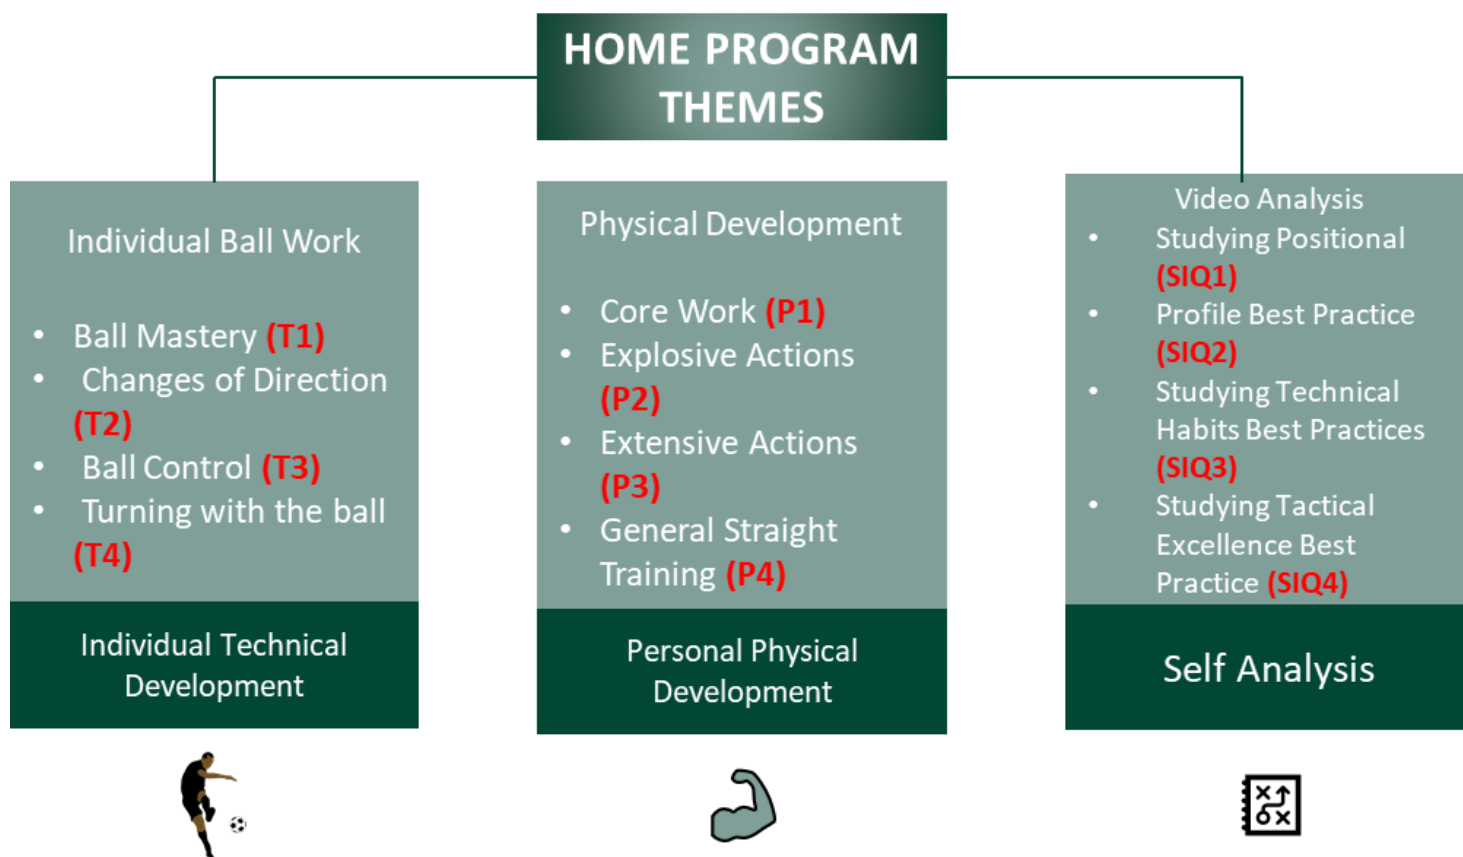 HOME PROGRAM
THEMES
Individual Ball Work
• Ball Mastery (T1)
• Changes of Direction
(T2)
• Ball Control (T3)
• Turning with the ball
(T4)
Individual Technical
Development
Physical Development
• Core Work (P1)
• Explosive Actions
(P2)
• Extensive Actions
(P3)
• General Straight
Training (P4)
Personal Physical
Development
Video Analysis
• Studying Positional
(SIQ1)
• Profile Best Practice
(SIQ2)
• Studying Technical
Habits Best Practices
(SIQ3)
• Studying Tactical
Excellence Best
Practice (SIQ4)
Self Analysis